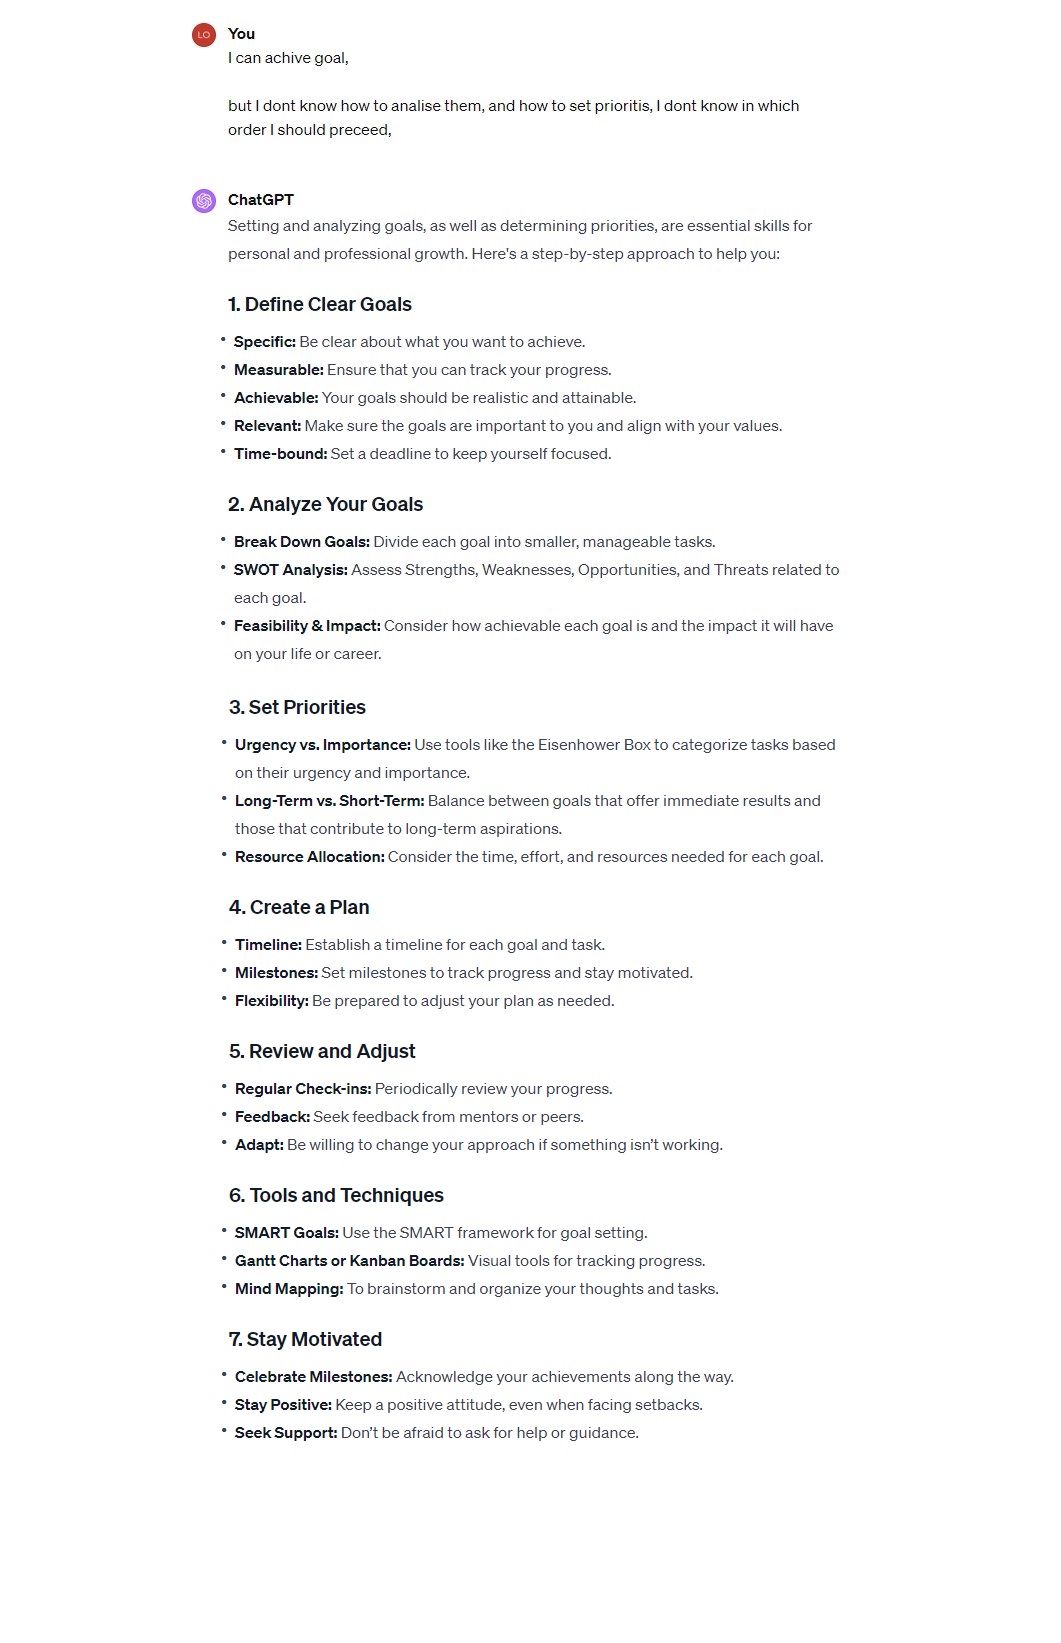 LO
You
I can achive goal,
but I dont know how to analise them, and how to set prioritis, I dont know in which
order I should preceed,
ChatGPT
Setting and analyzing goals, as well as determining priorities, are essential skills for
personal and professional growth. Here's a step-by-step approach to help you:
1. Define Clear Goals
• Specific: Be clear about what you want to achieve.
• Measurable: Ensure that you can track your progress.
• Achievable: Your goals should be realistic and attainable.
• Relevant: Make sure the goals are important to you and align with your values.
• Time-bound: Set a deadline to keep yourself focused.
2. Analyze Your Goals
• Break Down Goals: Divide each goal into smaller, manageable tasks.
• SWOT Analysis: Assess Strengths, Weaknesses, Opportunities, and Threats related to
each goal.
• Feasibility & Impact: Consider how achievable each goal is and the impact it will have
on your life or career.
3. Set Priorities
• Urgency vs. Importance: Use tools like the Eisenhower Box to categorize tasks based
on their urgency and importance.
• Long-Term vs. Short-Term: Balance between goals that offer immediate results and
those that contribute to long-term aspirations.
• Resource Allocation: Consider the time, effort, and resources needed for each goal.
4. Create a Plan
• Timeline: Establish a timeline for each goal and task.
• Milestones: Set milestones to track progress and stay motivated.
• Flexibility: Be prepared to adjust your plan as needed.
5. Review and Adjust
• Regular Check-ins: Periodically review your progress.
• Feedback: Seek feedback from mentors or peers.
• Adapt: Be willing to change your approach if something isn't working.
6. Tools and Techniques
• SMART Goals: Use the SMART framework for goal setting.
• Gantt Charts or Kanban Boards: Visual tools for tracking progress.
• Mind Mapping: To brainstorm and organize your thoughts and tasks.
7. Stay Motivated
• Celebrate Milestones: Acknowledge your achievements along the way.
• Stay Positive: Keep a positive attitude, even when facing setbacks.
• Seek Support: Don't be afraid to ask for help or guidance.